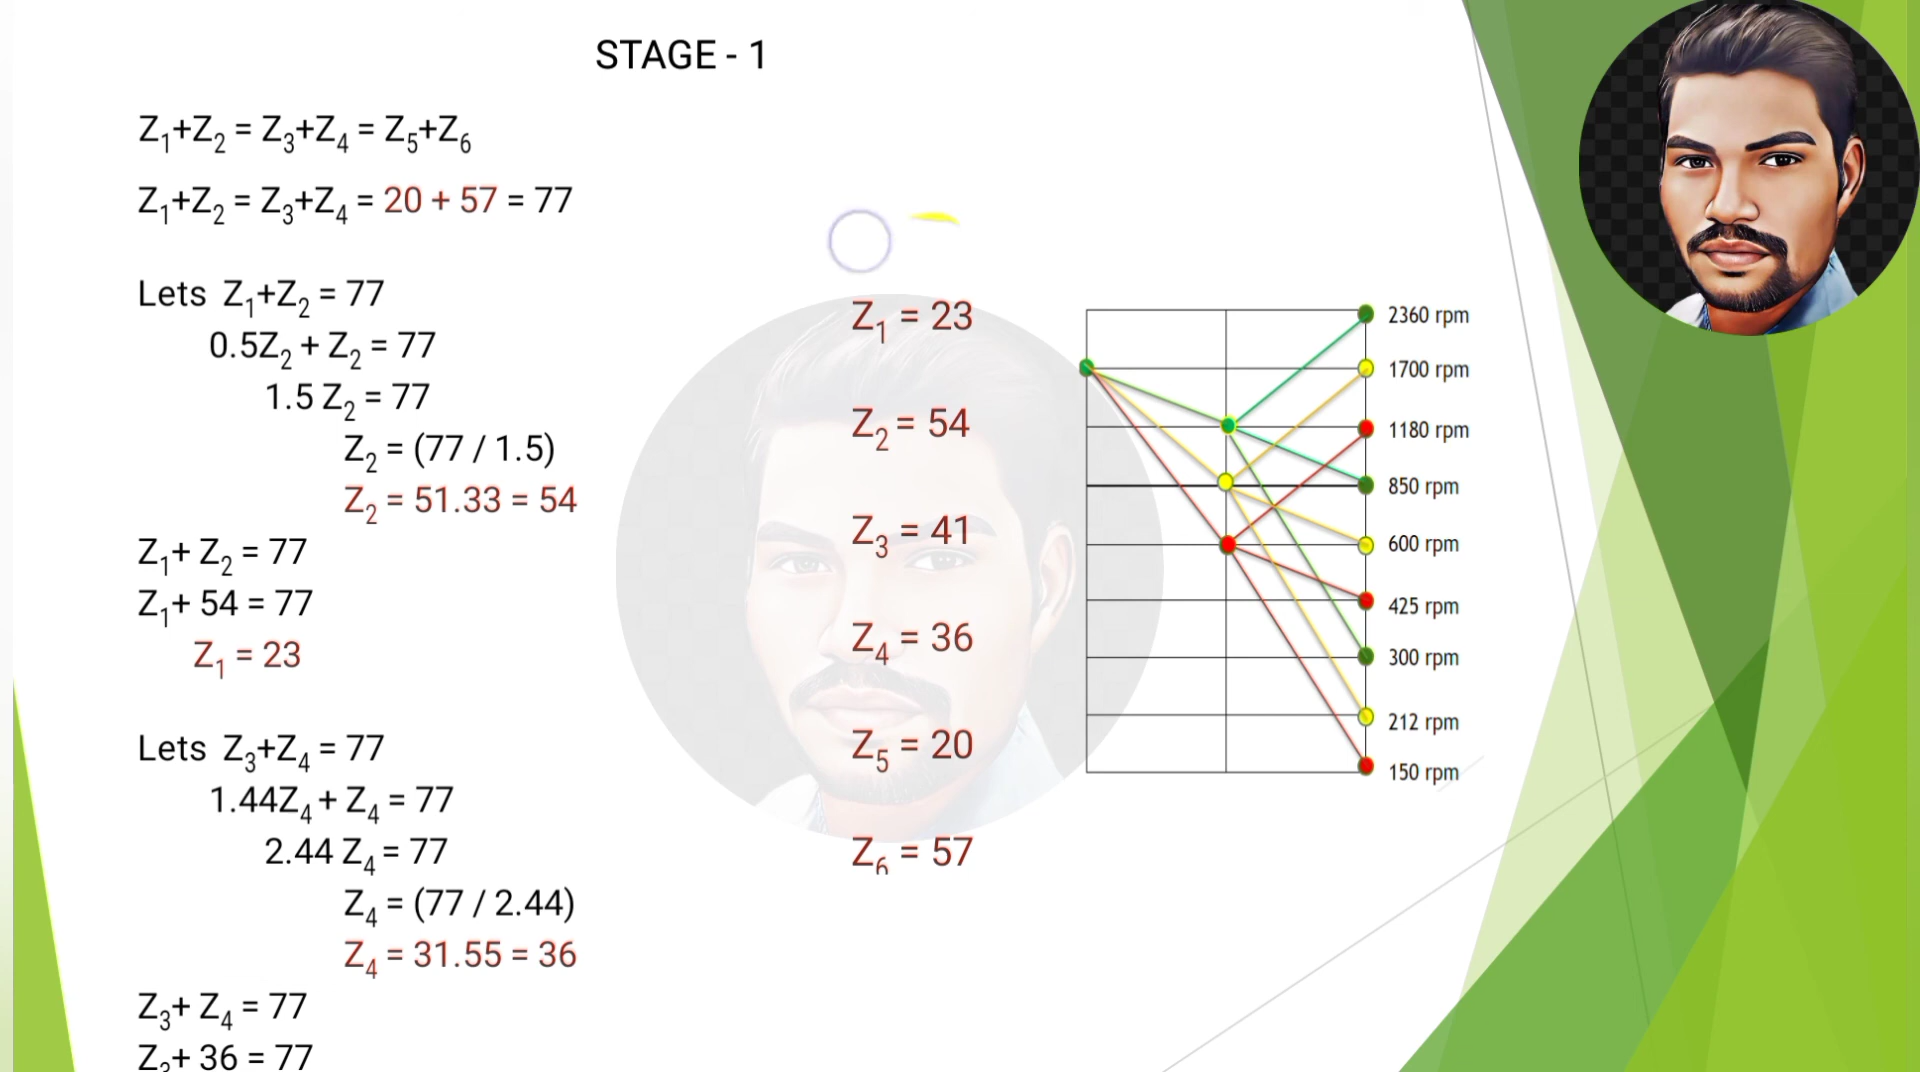 STAGE - 1
Z₁+Z₂ = Z₃+Z₄ = Z₅+Z₆
Z₁+Z₂ = Z₃+Z₄ = 20 + 57 = 77
Lets Z₁+Z₂ = 77
0.5Z₂ + Z₂ = 77
1.5 Z₂ = 77
Z₂ = (77 / 1.5)
Z₂ = 51.33 = 54
Z₁+ Z₂ = 77
Z₁+ 54 = 77
Z₁ = 23
Lets Z₃+Z₄ = 77
1.44Z₄ + Z₄ = 77
2.44 Z₄ = 77
Z₄ = (77 / 2.44)
Z₄ = 31.55 = 36
Z₃+ Z₄ = 77
Z₃+ 36 = 77
Z₁ = 23
Z₂ = 54
Z₃ = 41
Z₄ = 36
Z₅ = 20
Z₆ = 57
2360 rpm
1700 rpm
1180 rpm
850 rpm
600 rpm
425 rpm
300 rpm
212 rpm
150 rpm